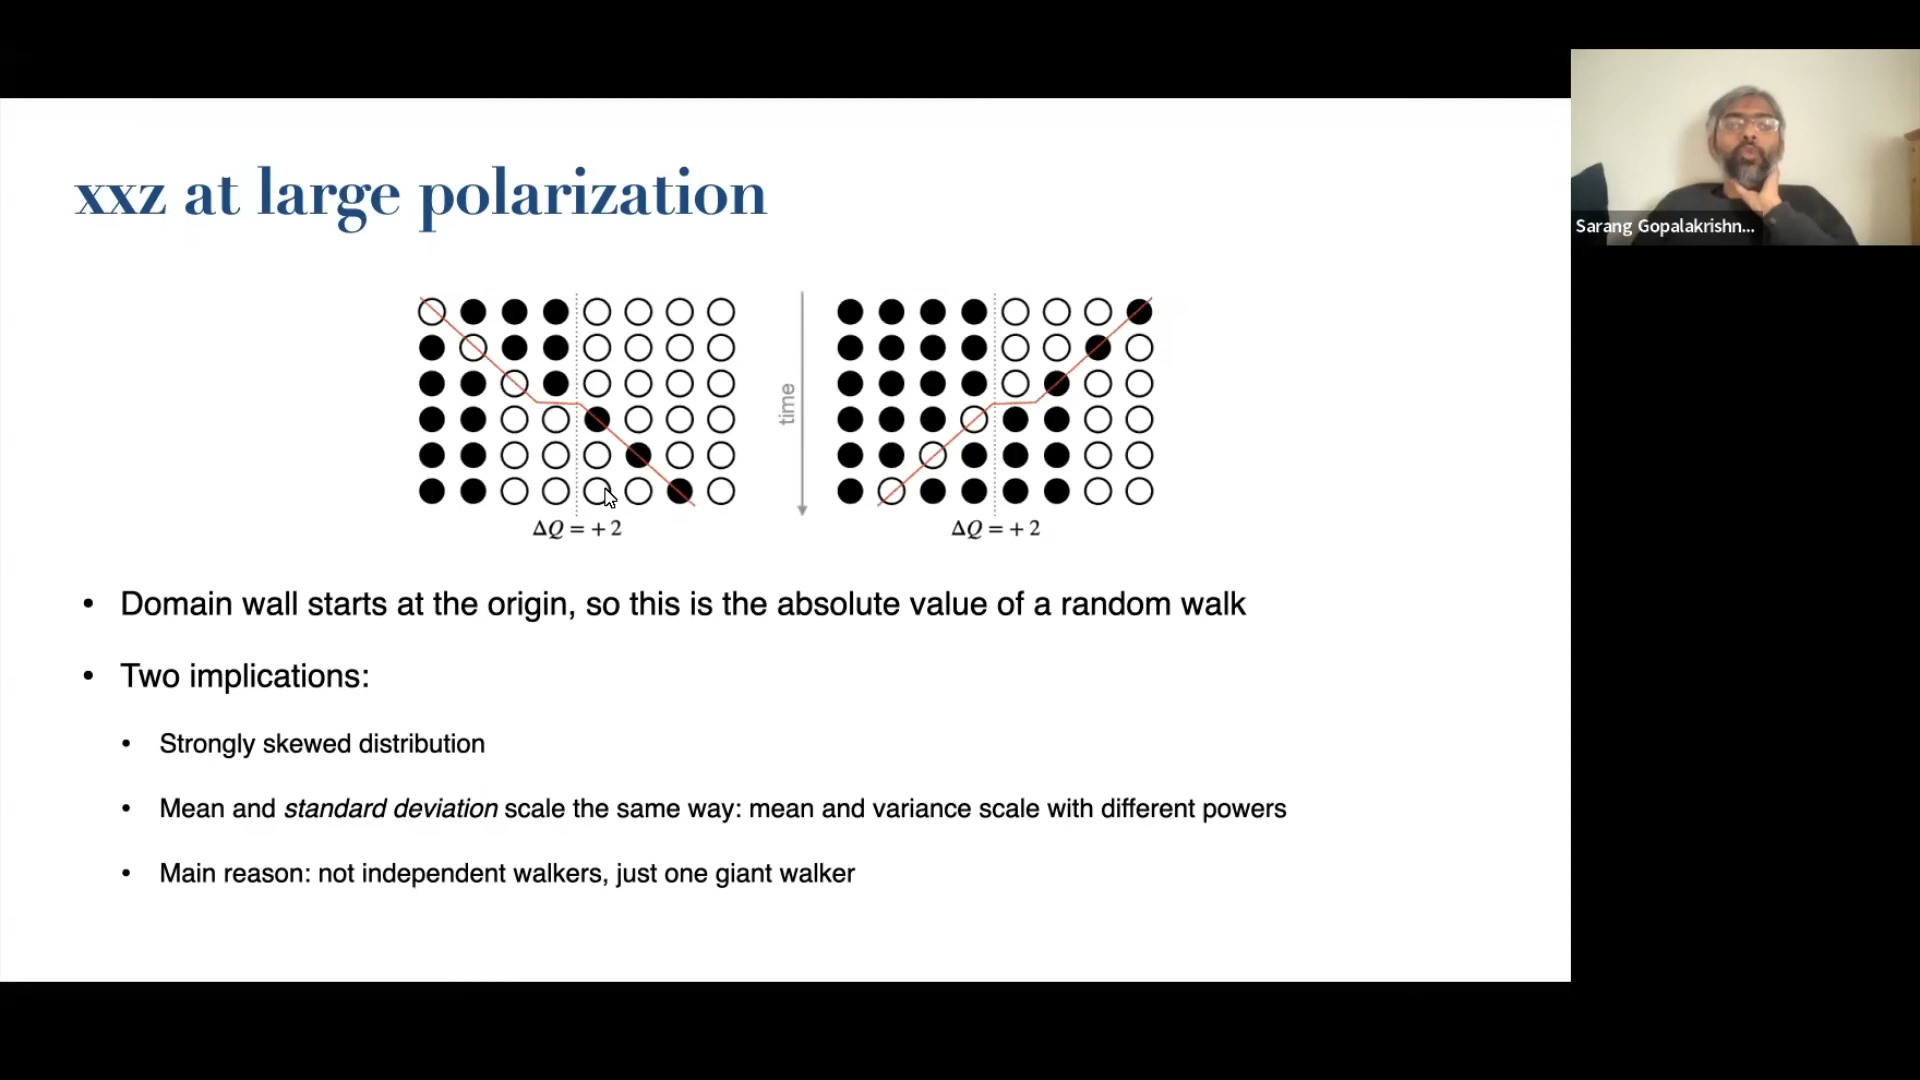 xxz at large polarization
Sarang Gopalakrishn...
time
ΔQ = +2
ΔQ = +2
• Domain wall starts at the origin, so this is the absolute value of a random walk
• Two implications:
• Strongly skewed distribution
• Mean and standard deviation scale the same way: mean and variance scale with different powers
• Main reason: not independent walkers, just one giant walker